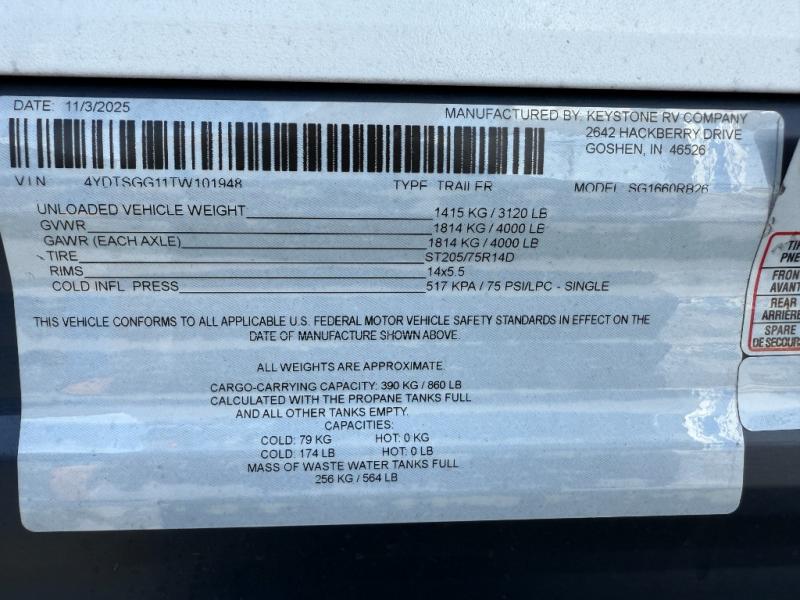 DATE: 11/3/2025
MANUFACTURED BY: KEYSTONE RV COMPANY
2642 HACKBERRY DRIVE
GOSHEN, IN 46526
VIN 4YDTSGG11TW101948 TYPE TRAILER MODEL SG1660RB26
UNLOADED VEHICLE WEIGHT 1415 KG / 3120 LB
GVWR 1814 KG / 4000 LB
GAWR (EACH AXLE) 1814 KG / 4000 LB
TIRE ST205/75R14D
RIMS 14x5.5
COLD INFL PRESS 517 KPA / 75 PSI/LPC - SINGLE
THIS VEHICLE CONFORMS TO ALL APPLICABLE U.S. FEDERAL MOTOR VEHICLE SAFETY STANDARDS IN EFFECT ON THE
DATE OF MANUFACTURE SHOWN ABOVE.
ALL WEIGHTS ARE APPROXIMATE.
CARGO-CARRYING CAPACITY: 390 KG / 860 LB
CALCULATED WITH THE PROPANE TANKS FULL
AND ALL OTHER TANKS EMPTY.
CAPACITIES:
COLD: 79 KG HOT: 0 KG
COLD: 174 LB HOT: 0 LB
MASS OF WASTE WATER TANKS FULL
256 KG / 564 LB
FRON
AVANT
REAR
ARRIÈRE
SPARE
DE SECOURS